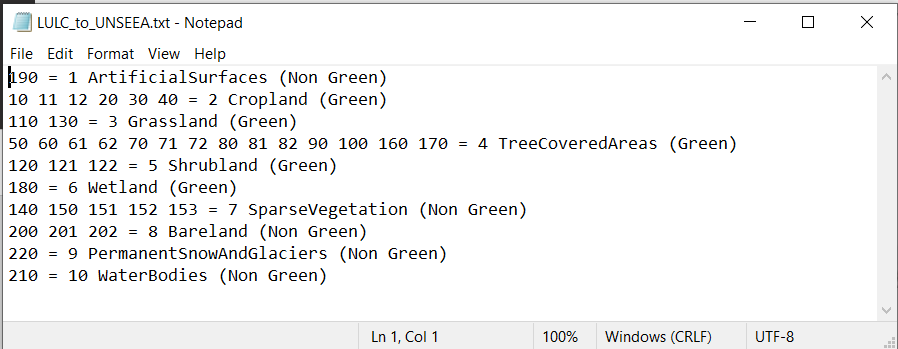 LULC_to_UNSEEA.txt - Notepad
File Edit Format View Help
190 = 1 ArtificialSurfaces (Non Green)
10 11 12 20 30 40 = 2 Cropland (Green)
110 130 = 3 Grassland (Green)
50 60 61 62 70 71 72 80 81 82 90 100 160 170 = 4 TreeCoveredAreas (Green)
120 121 122 = 5 Shrubland (Green)
180 = 6 Wetland (Green)
140 150 151 152 153 = 7 SparseVegetation (Non Green)
200 201 202 = 8 Bareland (Non Green)
220 = 9 PermanentSnowAndGlaciers (Non Green)
210 = 10 WaterBodies (Non Green)
Ln 1, Col 1 100% Windows (CRLF) UTF-8